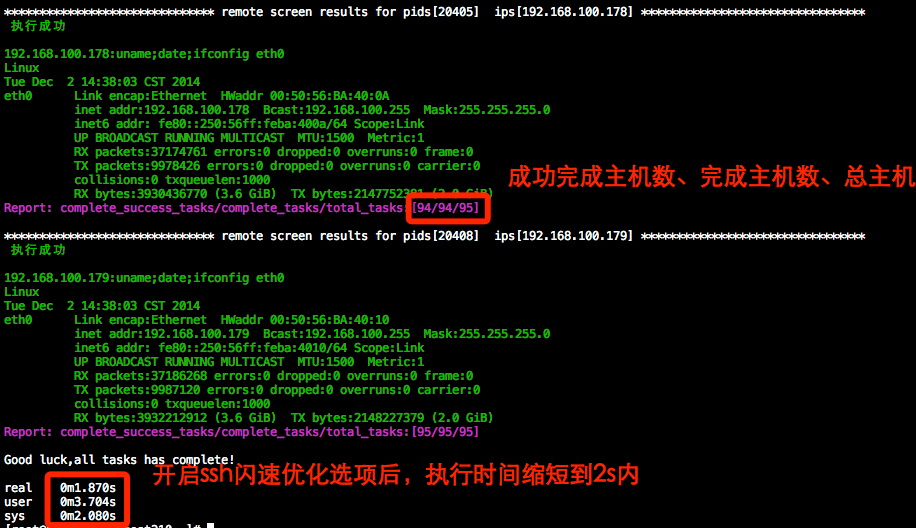 ****************************** remote screen results for pids[20405]  ips[192.168.100.178] ********************************
执行成功
192.168.100.178:uname;date;ifconfig eth0
Linux
Tue Dec  2 14:38:03 CST 2014
eth0      Link encap:Ethernet  HWaddr 00:50:56:BA:40:0A
inet addr:192.168.100.178  Bcast:192.168.100.255  Mask:255.255.255.0
inet6 addr: fe80::250:56ff:feba:400a/64 Scope:Link
UP BROADCAST RUNNING MULTICAST  MTU:1500  Metric:1
RX packets:37174761 errors:0 dropped:0 overruns:0 frame:0
TX packets:9978426 errors:0 dropped:0 overruns:0 carrier:0
collisions:0 txqueuelen:1000
RX bytes:3930436770 (3.6 GiB)  TX bytes:2147752381 (2.0 GiB)
成功完成主机数、完成主机数、总主机
Report: complete_success_tasks/complete_tasks/total_tasks:[94/94/95]
****************************** remote screen results for pids[20408]  ips[192.168.100.179] ********************************
执行成功
192.168.100.179:uname;date;ifconfig eth0
Linux
Tue Dec  2 14:38:03 CST 2014
eth0      Link encap:Ethernet  HWaddr 00:50:56:BA:40:10
inet addr:192.168.100.179  Bcast:192.168.100.255  Mask:255.255.255.0
inet6 addr: fe80::250:56ff:feba:4010/64 Scope:Link
UP BROADCAST RUNNING MULTICAST  MTU:1500  Metric:1
RX packets:37186268 errors:0 dropped:0 overruns:0 frame:0
TX packets:9987120 errors:0 dropped:0 overruns:0 carrier:0
collisions:0 txqueuelen:1000
RX bytes:3932212912 (3.6 GiB)  TX bytes:2148227379 (2.0 GiB)
Report: complete_success_tasks/complete_tasks/total_tasks:[95/95/95]
Good luck,all tasks has complete!
开启ssh闪速优化选项后，执行时间缩短到2s内
real    0m1.870s
user    0m3.704s
sys     0m2.080s